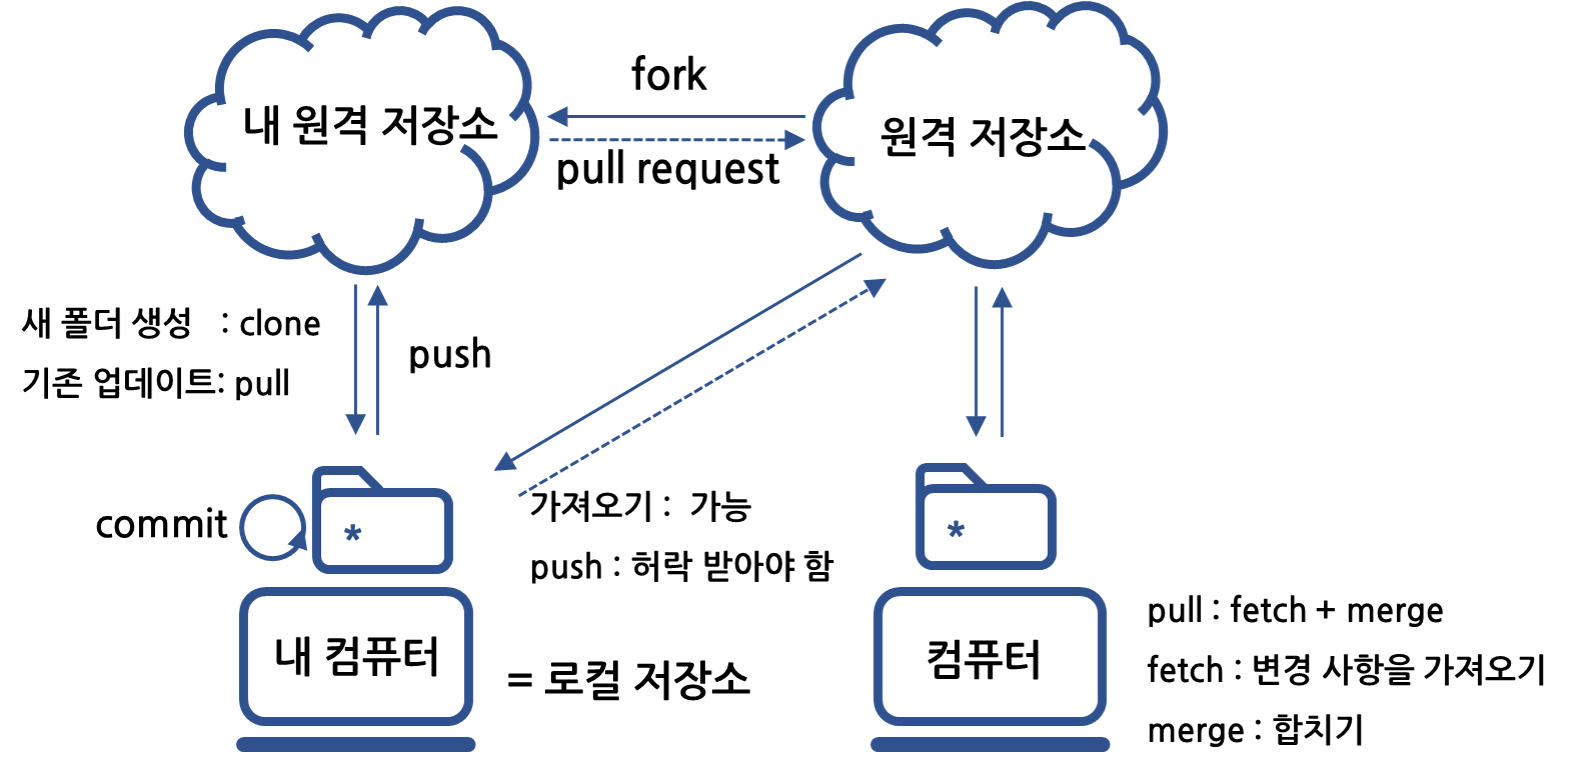 fork
내 원격 저장소
원격 저장소
pull request
새 폴더 생성 : clone
기존 업데이트: pull
push
commit
*
가져오기 : 가능
push : 허락 받아야 함
*
내 컴퓨터
= 로컬 저장소
컴퓨터
pull : fetch + merge
fetch : 변경 사항을 가져오기
merge : 합치기